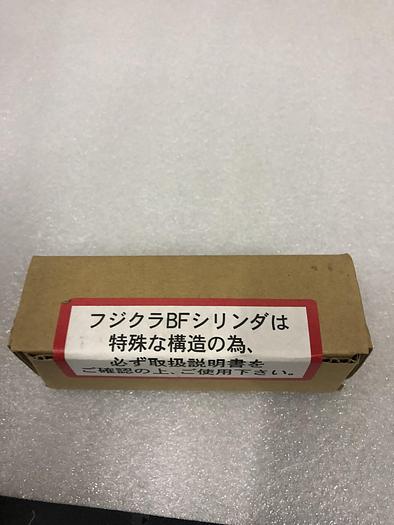 フジクラBFシリンダは
特殊な構造の為、
必ず取扱説明書を
ご確認の上、ご使用下さい。